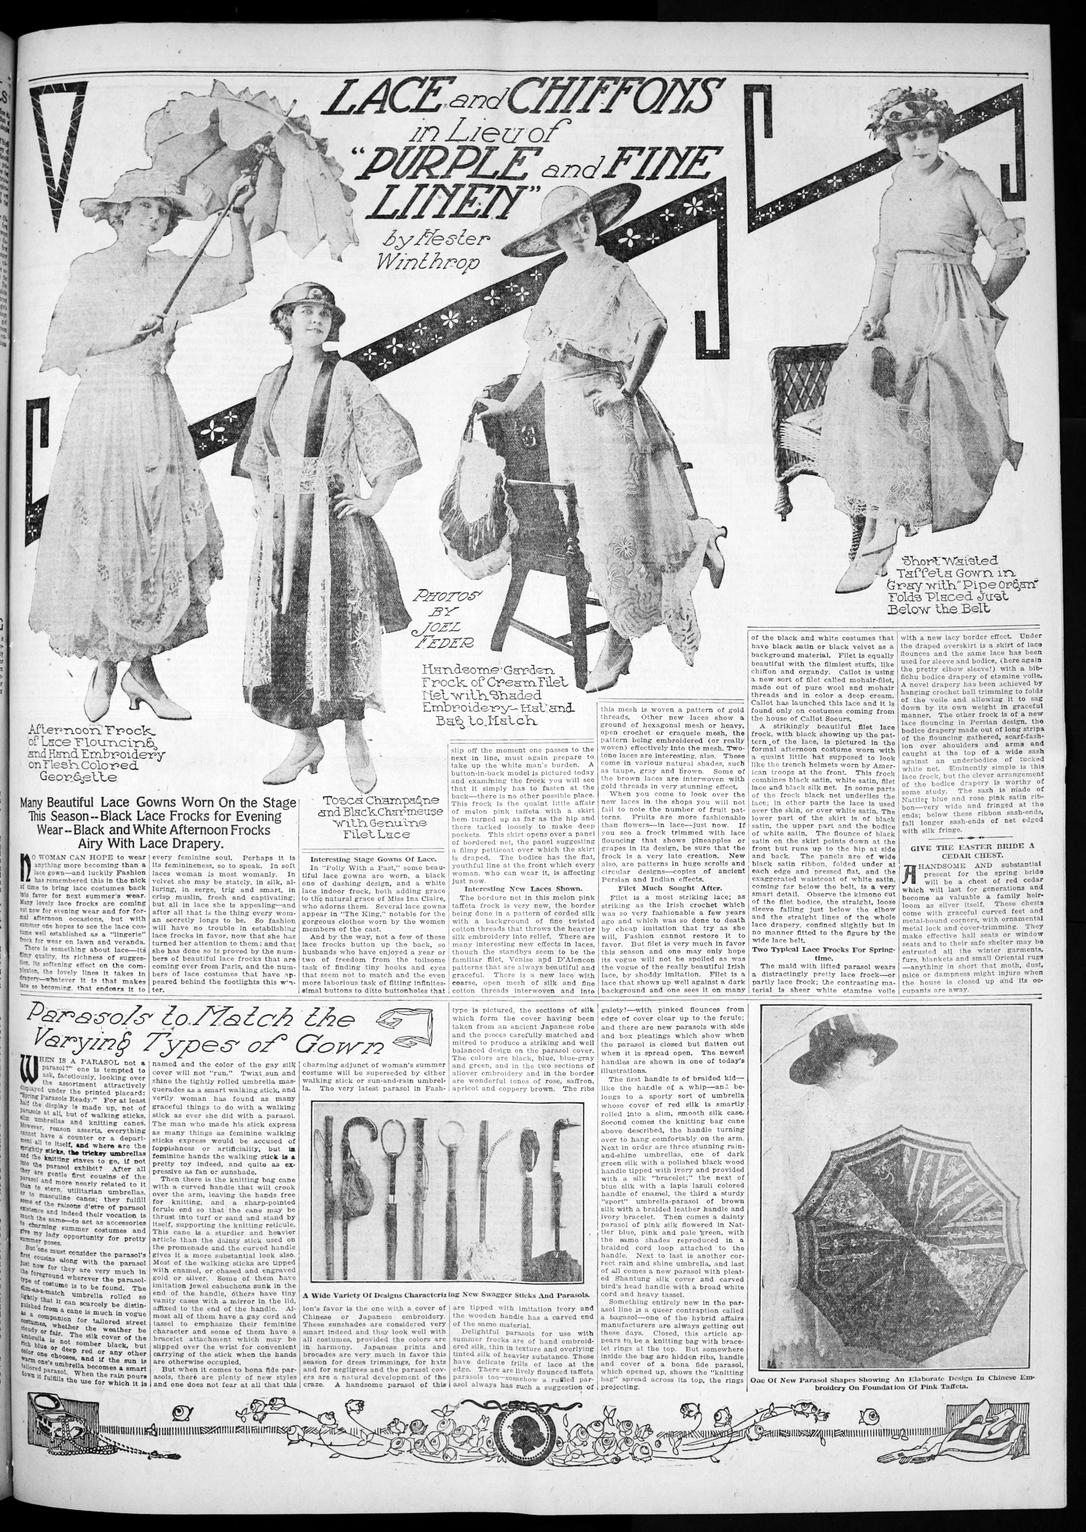 LACE and CHIFFONS
in Lieu of
"PURPLE and FINE
LINEN"
by Hester
Winthrop
PHOTOS
BY
JOEL
FEDER
Afternoon Frock
of Lace Flouncing
and Hand Embroidery
on Flesh Colored
Georgette
Tosca Champagne
and Black Charmeuse
with Genuine
Filet Lace
Handsome Garden
Frock of Cream Filet
Net with Shaded
Embroidery-Hat and
Bag to Match
Short Waisted
Taffeta Gown in
Gray with "Pipe Organ"
Folds Placed Just
Below the Belt
Many Beautiful Lace Gowns Worn On the Stage
This Season--Black Lace Frocks for Evening
Wear--Black and White Afternoon Frocks
Airy With Lace Drapery.
NO WOMAN CAN HOPE to wear
anything more becoming than a
lace gown—and luckily Fashion
has remembered this in the nick
of time to bring lace costumes back
into favor for next summer's wear.
Many lovely lace frocks are coming
out now for evening wear and for for-
mal afternoon occasions, but with
summer one hopes to see the lace cos-
tume well established as a "lingerie"
frock for wear on lawn and veranda.
There is something about lace—its
filmy quality, its richness of sugges-
tion, its softening effect on the com-
plexion, the lovely lines it takes in
drapery—whatever it is that makes
lace so becoming, that endears it to
every feminine soul. Perhaps it is
its femininess, so to speak. In soft
laces woman is most womanly. In
velvet she may be stately, in silk, al-
luring, in serge, trig and smart, in
crisp muslin, fresh and captivating;
but all in lace she is appealing—and
after all that is the thing every wom-
an secretly longs to be. So fashion
will have no trouble in establishing
lace frocks in favor, now that she has
turned her attention to them; and that
she has done so is proved by the num-
bers of beautiful lace frocks that are
coming over from Paris, and the num-
bers of lace costumes that have ap-
peared behind the footlights this win-
ter.
Interesting Stage Gowns Of Lace.
In "Polly With a Past," some beau-
tiful lace gowns are worn, a black
one of dashing design, and a white
lace indoor frock, both adding grace
to the natural grace of Miss Ina Claire,
who adorns them. Several lace gowns
appear in "The King," notable for the
gorgeous clothes worn by the women
members of the cast.
And by the way, not a few of these
lace frocks button up the back, so
husbands who have enjoyed a year or
two of freedom from the toilsome
task of finding tiny hooks and eyes
that seem not to match and the even
more laborious task of fitting infinites-
simal buttons to ditto buttonholes that
slip off the moment one passes to the
next in line, must again prepare to
take up the white man's burden. A
button-in-back model is pictured today
and examining the frock you will see
that it simply has to fasten at the
back—there is no other possible place.
This frock is the quaint little affair
of melon pink taffeta with a skirt
hem turned up as far as the hip and
there tacked loosely to make deep
pockets. This skirt opens over a panel
of bordered net, the panel suggesting
a filmy petticoat over which the skirt
is draped. The bodice has the flat,
youthful line at the front which every
woman, who can wear it, is affecting
just now.
Interesting New Laces Shown.
The bordure net in this melon pink
taffeta frock is very new, the border
being done in a pattern of corded silk
with a background of fine twisted
cotton threads that throws the heavier
silk embroidery into relief. There are
many interesting new effects in laces,
though the standbys seem to be the
familiar filet, Venise and D'Alencon
patterns that are always beautiful and
elegant. There is a new lace with
coarse, open mesh of silk and fine
cotton threads interwoven and into
this mesh is woven a pattern of gold
threads. Other new laces show a
ground of hexagonal mesh or heavy,
open crochet or craquele mesh, the
pattern being embroidered (or really
woven) effectively into the mesh. Two-
tone laces are interesting also. These
come in various natural shades, such
as taupe, gray and brown. Some of
the brown laces are interwoven with
gold threads in very stunning effect.
When you come to look over the
new laces in the shops you will not
fail to note the number of fruit pat-
terns. Fruits are more fashionable
than flowers—in lace—just now. If
you see a frock trimmed with lace
flouncing that shows pineapples or
grapes in its design, be sure that the
frock is a very late creation. New
also, are patterns in huge scrolls and
circular designs—copies of ancient
Persian and Indian effects.
Filet Much Sought After.
Filet is a most striking lace; as
striking as the Irish crochet which
was so very fashionable a few years
ago and which was so done to death
by cheap imitation that try as she
will, Fashion cannot restore it to
favor. But filet is very much in favor
this season and one may only hope
its vogue will not be spoiled as was
the vogue of the really beautiful Irish
lace, by shoddy imitation. Filet is a
lace that shows up well against a dark
background and one sees it on many
of the black and white costumes that
have black satin or black velvet as a
background material. Filet is equally
beautiful with the filmiest stuffs, like
chiffon and organdy. Callot is using
a new sort of filet called mohair-filet,
made out of pure wool and mohair
threads and in color a deep cream.
Callot has launched this lace and it is
found only on costumes coming from
the house of Callot Soeurs.
A strikingly beautiful filet lace
frock, with black showing up the pat-
tern of the lace, is pictured in the
formal afternoon costume worn with
a quaint little hat supposed to look
like the trench helmets worn by Amer-
ican troops at the front. This frock
combines black satin, white satin, filet
lace and black silk net. In some parts
of the frock black net underlies the
lace; in other parts the lace is used
over the skin, or over white satin. The
lower part of the skirt is of black
satin, the upper part, and the bodice
of white satin. The flounce of black
satin on the skirt points down at the
front but runs up to the hip at side
and back. The panels are of wide
black satin ribbon, folded under at
each edge and pressed flat, and the
exaggerated waistcoat of white satin,
coming far below the belt, is a very
smart detail. Observe the kimono cut
of the filet bodice, the straight, loose
sleeve falling just below the elbow
and the straight lines of the whole
lace drapery, confined slightly but in
no manner fitted to the figure by the
wide lace belt.
Two Typical Lace Frocks For Spring-
time.
The maid with lifted parasol wears
a distractingly pretty lace frock—or
partly lace frock; the contrasting ma-
terial is sheer white etamine voile
with a new lacy border effect. Under
the draped overskirt is a skirt of lace
flounces and the same lace has been
used for sleeve and bodice, (here again
the pretty elbow sleeve!) with a bib-
fichu drapery of etamine voile.
A novel drapery has been achieved by
hanging crochet ball trimming to folds
of the voile and allowing it to sag
down by its own weight in graceful
manner. The other frock is of a new
lace flouncing in Persian design, the
bodice drapery made of long strips
of the flouncing gathered, scarf-fash-
ion over shoulders and arms and
caught at the top of a wide sash
against an underbodice of tucked
white net. Eminently simple is this
lace frock, but the clever arrangement
of the bodice drapery is worthy of
some study. The sash is made of
Nattier blue and rose pink satin rib-
bon—very wide and fringed at the
ends; below these ribbon sash-ends,
fall longer sash-ends of net edged
with silk fringe.
GIVE THE EASTER BRIDE A
CEDAR CHEST.
A HANDSOME AND substantial
present for the spring bride
will be a chest of red cedar
which will last for generations and
become as valuable a family heir-
loom as silver itself. These chests
come with graceful curved feet and
metal-bound corners, with ornamental
metal lock and cover-trimming. They
make effective hall seats or window
seats and to their safe shelter may be
entrusted all the winter garments,
furs, blankets and small Oriental rugs
—anything in short that moth, dust,
mice or dampness might injure when
the house is closed up and its oc-
cupants are away.
Parasols to Match the
Varying Types of Gown
WHEN IS A PARASOL not a
parasol?" one is tempted to
ask, facetiously, looking over
the assortment attractively
displayed under the printed placard:
"Spring Parasols Ready." For at least
half the display is made up, not of
parasols at all, but of walking sticks,
slim umbrellas and knitting canes.
However, reason asserts, everything
cannot have a counter or a depart-
ment all to itself, and where are the
sprightly sticks, the tricksy umbrellas
and the knitting staves to go, if not
into the parasol exhibit? After all
they are gentle first cousins of the
parasol and more nearly related to it
than to stern, utilitarian umbrellas,
or to masculine canes; they fulfill
some of the raisons d'etre of parasol
existence and indeed their vocation is
much the same—to act as accessories
to charming summer costumes and
give my lady opportunity for pretty
summer poses.
But one must consider the parasol's
first cousins along with the parasol
just now for they are very much in
the foreground wherever the parasol-
type of costume is to be found. The
slim-as-a-match umbrella rolled so
tightly that it can scarcely be distin-
guished from a cane is much in vogue
as a companion for tailored street
costumes, whether the weather be
cloudy or fair. The silk cover of the
umbrella is not somber black, but
rich blue or deep red or any other
color one chooses, and if the sun is
warm one's umbrella becomes a smart
tailored parasol. When the rain pours
down it fulfills the use for which it is
named and the color of the gay silk
cover will not "run." Twixt sun and
shine the tightly rolled umbrella mas-
querades as a smart walking stick, and
verily woman has found as many
graceful things to do with a walking
stick as ever she did with a parasol.
The man who made his stick express
as many things as feminine walking
sticks express would be accused of
foppishness or artificiality, but in
feminine hands the walking stick is a
pretty toy indeed, and quite as ex-
pressive as fan or sunshade.
Then there is the knitting bag cane
with a curved handle that will crook
over the arm, leaving the hands free
for knitting, and a sharp-pointed
ferule end so that the cane may be
thrust into turf or sand and stand by
itself, supporting the knitting reticule.
This cane is a sturdier and heavier
article than the dainty stick used on
the promenade and the curved handle
gives it a more substantial look also.
Most of the walking sticks are tipped
with enamel, or chased and engraved
gold or silver. Some of them have
imitation jewel cabuchons sunk in the
end of the handle, others have tiny
vanity cases with a mirror in the lid,
affixed to the end of the handle. Al-
most all of them have a gay cord and
tassel to emphasize their feminine
character and some of them have a
bracelet attachment which may be
slipped over the wrist for convenient
carrying of the stick when the hands
are otherwise occupied.
But when it comes to bona fide par-
asols, there are plenty of new styles
and one does not fear at all that this
charming adjunct of woman's summer
costume will be superseded by either
walking stick or sun-and-rain umbrel-
la. The very latest parasol in Fash-
A Wide Variety Of Designs Characterizing New Swagger Sticks And Parasols.
ion's favor is the one with a cover of
Chinese or Japanese embroidery.
These sunshades are considered very
smart indeed and they look well with
all costumes, provided the colors are
in harmony. Japanese prints and
brocades are very much in favor this
season for dress trimmings, for hats
and for negligees and the parasol cov-
ers are a natural development of the
craze. A handsome parasol of this
type is pictured, the sections of silk
which form the cover having been
taken from an ancient Japanese robe
and the pieces carefully matched and
mitred to produce a striking and well
balanced design on the parasol cover.
The colors are black, blue, blue-gray
and green, and in the two sections of
silver embroidery and in the border
are wonderful tones of rose, saffron,
apricot and coppery brown. The ribs
are tipped with imitation ivory and
the wooden handle has a carved end
of the same material.
Delightful parasols for use with
summer frocks are of hand embroid-
ered silk, thin in texture and overlying
tinted silk of heavier substance. These
have delicate frills of lace at the
edge. There are lively flounced taffeta
parasols too—somehow a ruffled par-
asol always has such a suggestion of
gaiety!—with pinked flounces from
edge of cover clear up to the ferule;
and there are new parasols with side
and box pleatings which show when
the parasol is closed but flatten out
when it is spread open. The newest
handles are shown in one of today's
illustrations.
The first handle is of braided kid—
like the handle of a whip—and be-
longs to a sporty sort of umbrella
whose cover of red silk is smartly
rolled into a slim, smooth silk case.
Second comes the knitting bag cane
above described, the handle turning
over to hang comfortably on the arm.
Next in order are three stunning rain-
and-shine umbrellas, one of dark
green silk with a polished black wood
handle tipped with ivory and provided
with a silk "bracelet;" the next of
blue silk with a lapis lazuli colored
handle of enamel, the third a sturdy
"sport" umbrella-parasol of brown
silk with a braided leather handle and
ivory bracelet. Then comes a dainty
parasol of pink silk flowered in Nat-
tier blue, pink and pale green, with
the same shades reproduced in a
braided cord loop attached to the
handle. Next to last is another cor-
rect rain and shine umbrella, and last
of all comes a new parasol with pleat-
ed Shantung silk cover and carved
bird's head handle with a broad white
cord and heavy tassel.
Something entirely new in the par-
asol line is a queer contraption called
a bagasol—one of the hybrid affairs
manufacturers are always getting out
these days. Closed, this article ap-
pears to be a knitting bag with brace-
let rings at the top. But somewhere
inside the bag are hidden ribs, handle
and cover of a bona fide parasol,
which opened up, shows the "knitting
bag" spread across its top, the rings
projecting.
One Of New Parasol Shapes Showing An Elaborate Design In Chinese Em-
broidery On Foundation Of Pink Taffeta.